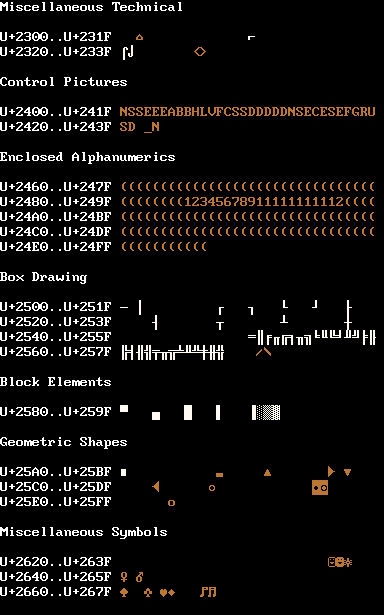 Miscellaneous Technical
U+2300..U+231F ⌂ ⌐
U+2320..U+233F ⌠⌡ 〈〉
Control Pictures
U+2400..U+241F NSSEEEABBHLVFCSSDDDDDNSECESEFGRU
U+2420..U+243F SD _N
Enclosed Alphanumerics
U+2460..U+247F ((((((((((((((((((((((((((((((((
U+2480..U+249F ((((((((12345678911111111112((((
U+24A0..U+24BF ((((((((((((((((((((((((((((((((
U+24C0..U+24DF ((((((((((((((((((((((((((((((((
U+24E0..U+24FF (((((((((((
Box Drawing
U+2500..U+251F ─ │ ┌ ┐ └ ┘ ├
U+2520..U+253F ┤ ┬ ┴ ┼
U+2540..U+255F ═║╒╓╔╕╖╗╘╙╚╛╜╝╞╟
U+2560..U+257F ╠╡╢╣╤╥╦╧╨╩╪╫╬ ╱╲
Block Elements
U+2580..U+259F ▀ ▄ █ ▌ ▐░▒▓
Geometric Shapes
U+25A0..U+25BF ■ ▬ ▲ ► ▼
U+25C0..U+25DF ◄ ○ ◘◙
U+25E0..U+25FF ◦
Miscellaneous Symbols
U+2620..U+263F ☺☻☼
U+2640..U+265F ♀ ♂
U+2660..U+267F ♠ ♣ ♥♦ ♪♫